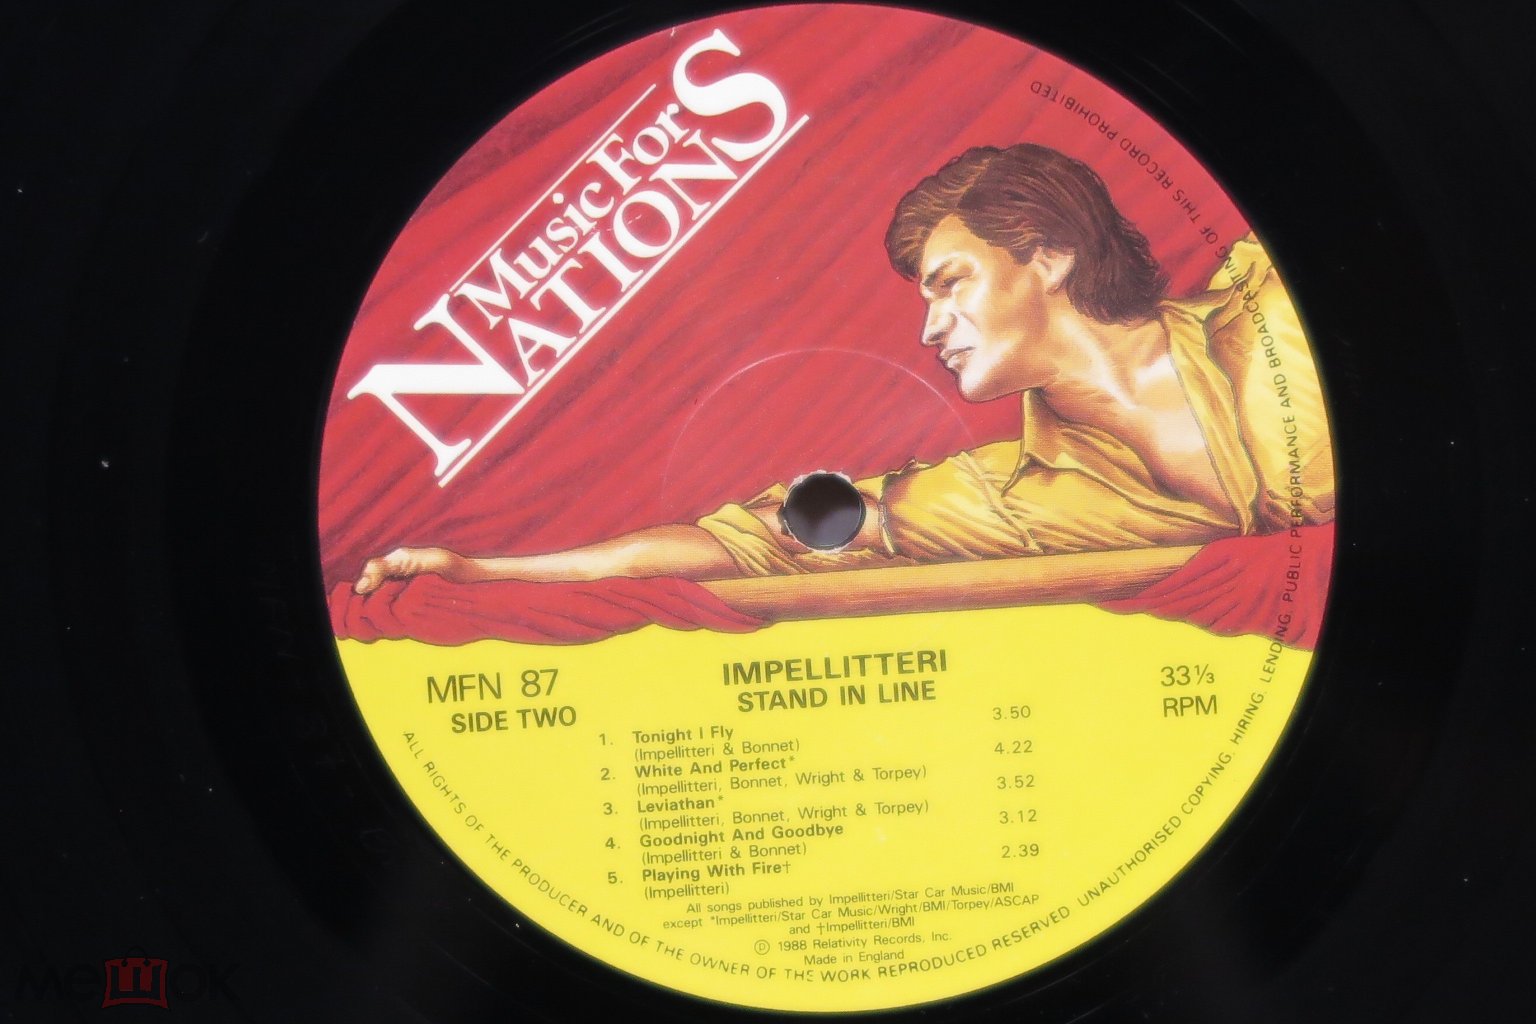 Music For
NATIONS
MFN 87
SIDE TWO
IMPELLITTERI
STAND IN LINE
33⅓
RPM
1. Tonight I Fly 3.50
(Impellitteri & Bonnet)
2. White And Perfect* 4.22
(Impellitteri, Bonnet, Wright & Torpey)
3. Leviathan* 3.52
(Impellitteri, Bonnet, Wright & Torpey)
4. Goodnight And Goodbye 3.12
(Impellitteri & Bonnet)
5. Playing With Fire† 2.39
(Impellitteri)
All songs published by Impellitteri/Star Car Music/BMI
except *Impellitteri/Star Car Music/Wright/BMI/Torpey/ASCAP
and †Impellitteri/BMI
℗ 1988 Relativity Records, Inc.
Made in England
ALL RIGHTS OF THE PRODUCER AND OF THE OWNER OF THE WORK REPRODUCED RESERVED UNAUTHORISED COPYING, HIRING, LENDING, PUBLIC PERFORMANCE AND BROADCASTING OF THIS RECORD PROHIBITED
мешок